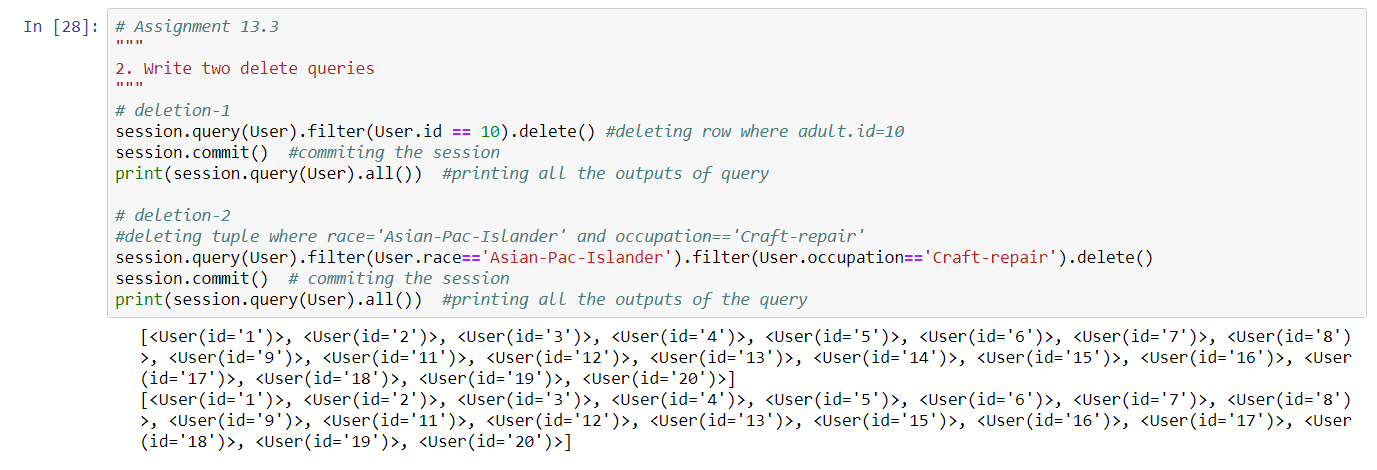 In [28]: # Assignment 13.3
"""
2. Write two delete queries
"""
# deletion-1
session.query(User).filter(User.id == 10).delete() #deleting row where adult.id=10
session.commit()  #commiting the session
print(session.query(User).all())  #printing all the outputs of query
# deletion-2
#deleting tuple where race='Asian-Pac-Islander' and occupation=='Craft-repair'
session.query(User).filter(User.race=='Asian-Pac-Islander').filter(User.occupation=='Craft-repair').delete()
session.commit()  # commiting the session
print(session.query(User).all())  #printing all the outputs of the query
[<User(id='1')>, <User(id='2')>, <User(id='3')>, <User(id='4')>, <User(id='5')>, <User(id='6')>, <User(id='7')>, <User(id='8')
>, <User(id='9')>, <User(id='11')>, <User(id='12')>, <User(id='13')>, <User(id='14')>, <User(id='15')>, <User(id='16')>, <User
(id='17')>, <User(id='18')>, <User(id='19')>, <User(id='20')>]
[<User(id='1')>, <User(id='2')>, <User(id='3')>, <User(id='4')>, <User(id='5')>, <User(id='6')>, <User(id='7')>, <User(id='8')
>, <User(id='9')>, <User(id='11')>, <User(id='12')>, <User(id='13')>, <User(id='15')>, <User(id='16')>, <User(id='17')>, <User
(id='18')>, <User(id='19')>, <User(id='20')>]